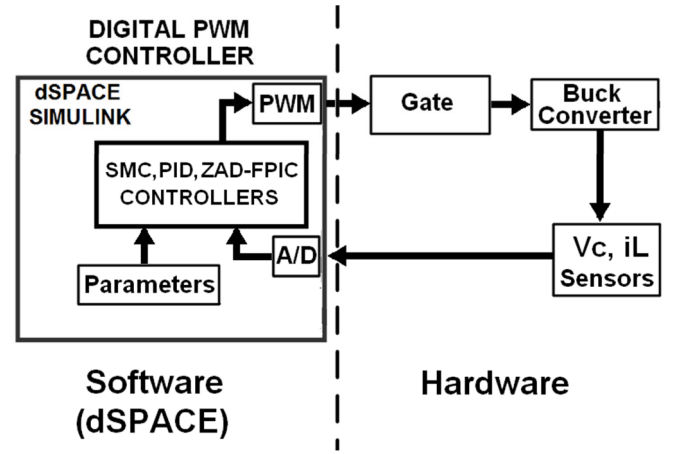 DIGITAL PWM
CONTROLLER
dSPACE
SIMULINK
PWM
Gate
Buck
Converter
SMC,PID,ZAD-FPIC
CONTROLLERS
A/D
Parameters
Vc, iL
Sensors
Software
(dSPACE)
Hardware